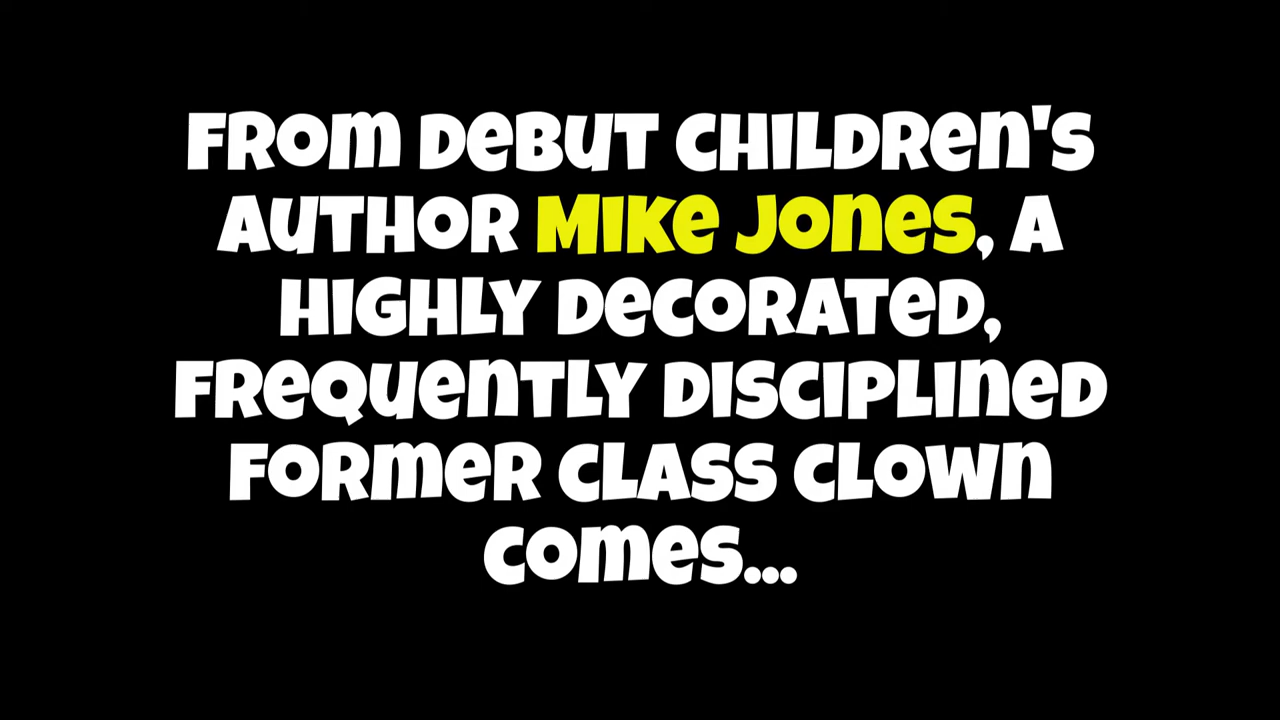 FROM DEBUT CHILDREN'S
AUTHOR MIKE JONES, A
HIGHLY DECORATED,
FREQUENTLY DISCIPLINED
FORMER CLASS CLOWN
COMES...